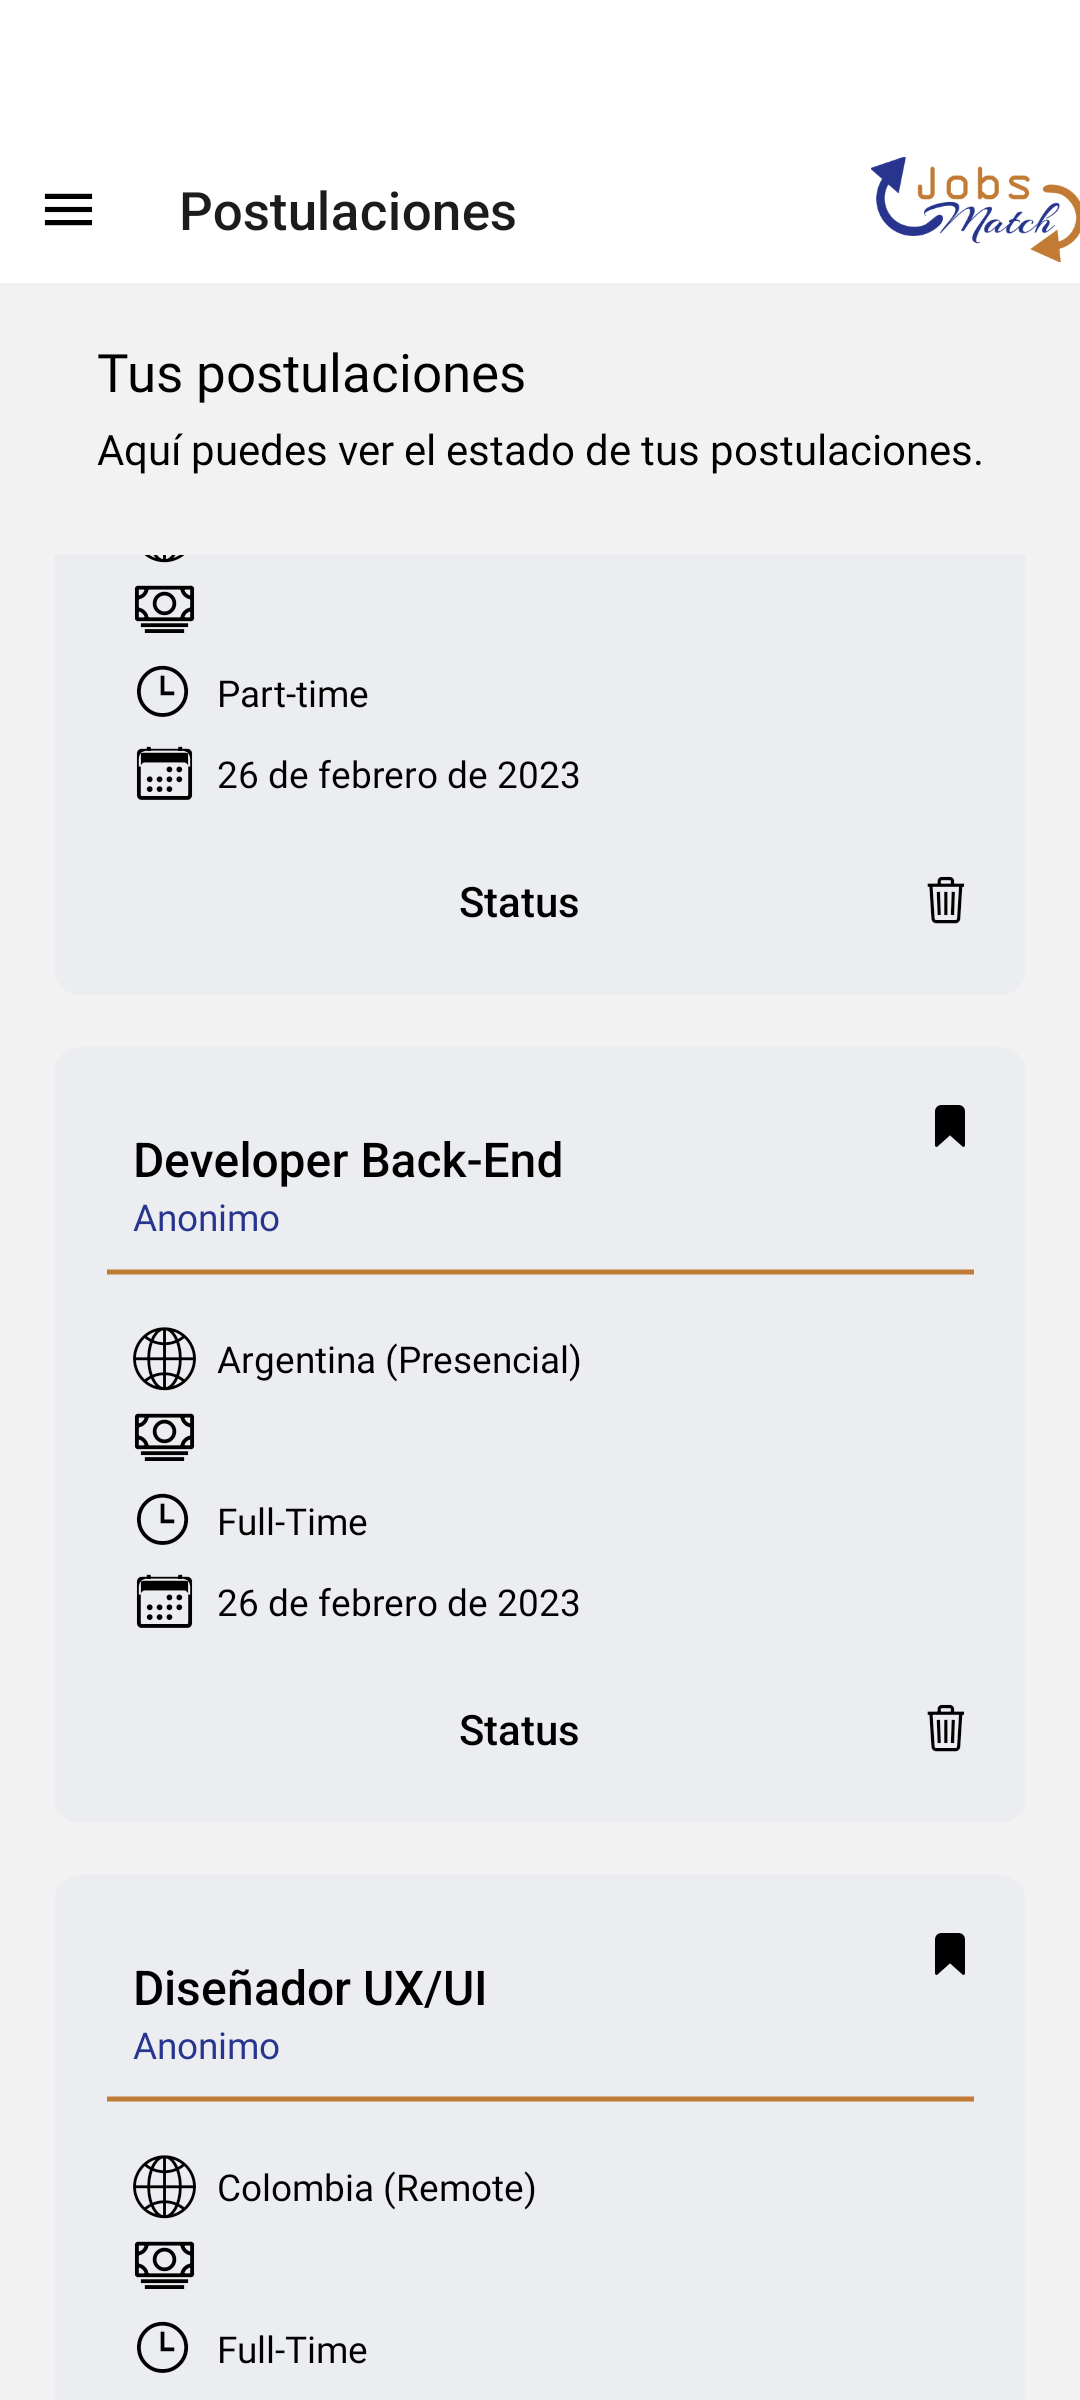 Postulaciones
Jobs
Match
Tus postulaciones
Aquí puedes ver el estado de tus postulaciones.
Part-time
26 de febrero de 2023
Status
Developer Back-End
Anonimo
Argentina (Presencial)
Full-Time
26 de febrero de 2023
Status
Diseñador UX/UI
Anonimo
Colombia (Remote)
Full-Time